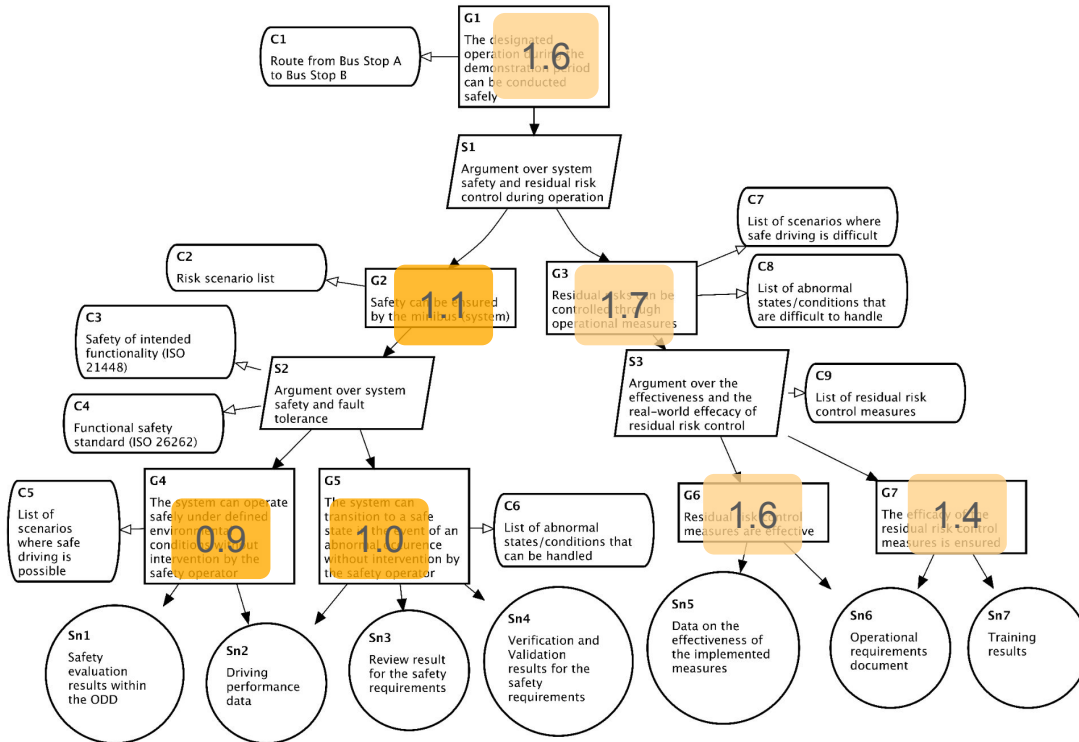 G1
The designated
operation during the
demonstration period
can be conducted
safely
1.6
C1
Route from Bus Stop A
to Bus Stop B
S1
Argument over system
safety and residual risk
control during operation
C7
List of scenarios where
safe driving is difficult
C2
Risk scenario list
G2
Safety can be ensured
by the minibus (system)
1.1
G3
Residual risks can be
controlled through
operational measures
1.7
C8
List of abnormal
states/conditions that
are difficult to handle
C3
Safety of intended
functionality (ISO
21448)
S2
Argument over system
safety and fault
tolerance
S3
Argument over the
effectiveness and the
real-world efficacy of
residual risk control
C9
List of residual risk
control measures
C4
Functional safety
standard (ISO 26262)
C5
List of
scenarios
where safe
driving is
possible
G4
The system can operate
safely under defined
environmental
condition without
intervention by the
safety operator
0.9
G5
The system can
transition to a safe
state in the event of an
abnormal occurence
without intervention by
the safety operator
1.0
C6
List of abnormal
states/conditions that
can be handled
G6
Residual risk control
measures are effective
1.6
G7
The efficacy of the
residual risk control
measures is ensured
1.4
Sn1
Safety
evaluation
results within
the ODD
Sn2
Driving
performance
data
Sn3
Review result
for the safety
requirements
Sn4
Verification and
Validation
results for the
safety
requirements
Sn5
Data on the
effectiveness of
the implemented
measures
Sn6
Operational
requirements
document
Sn7
Training
results